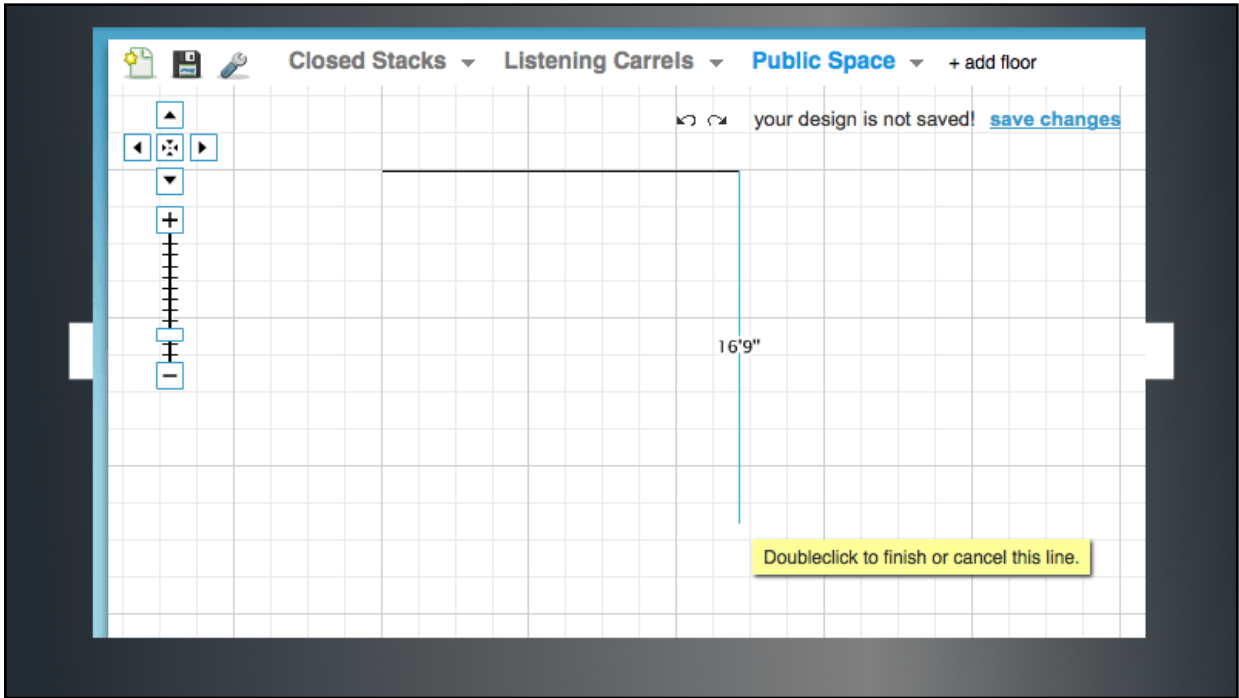 Closed Stacks Listening Carrels Public Space + add floor
your design is not saved! save changes
16'9"
Doubleclick to finish or cancel this line.